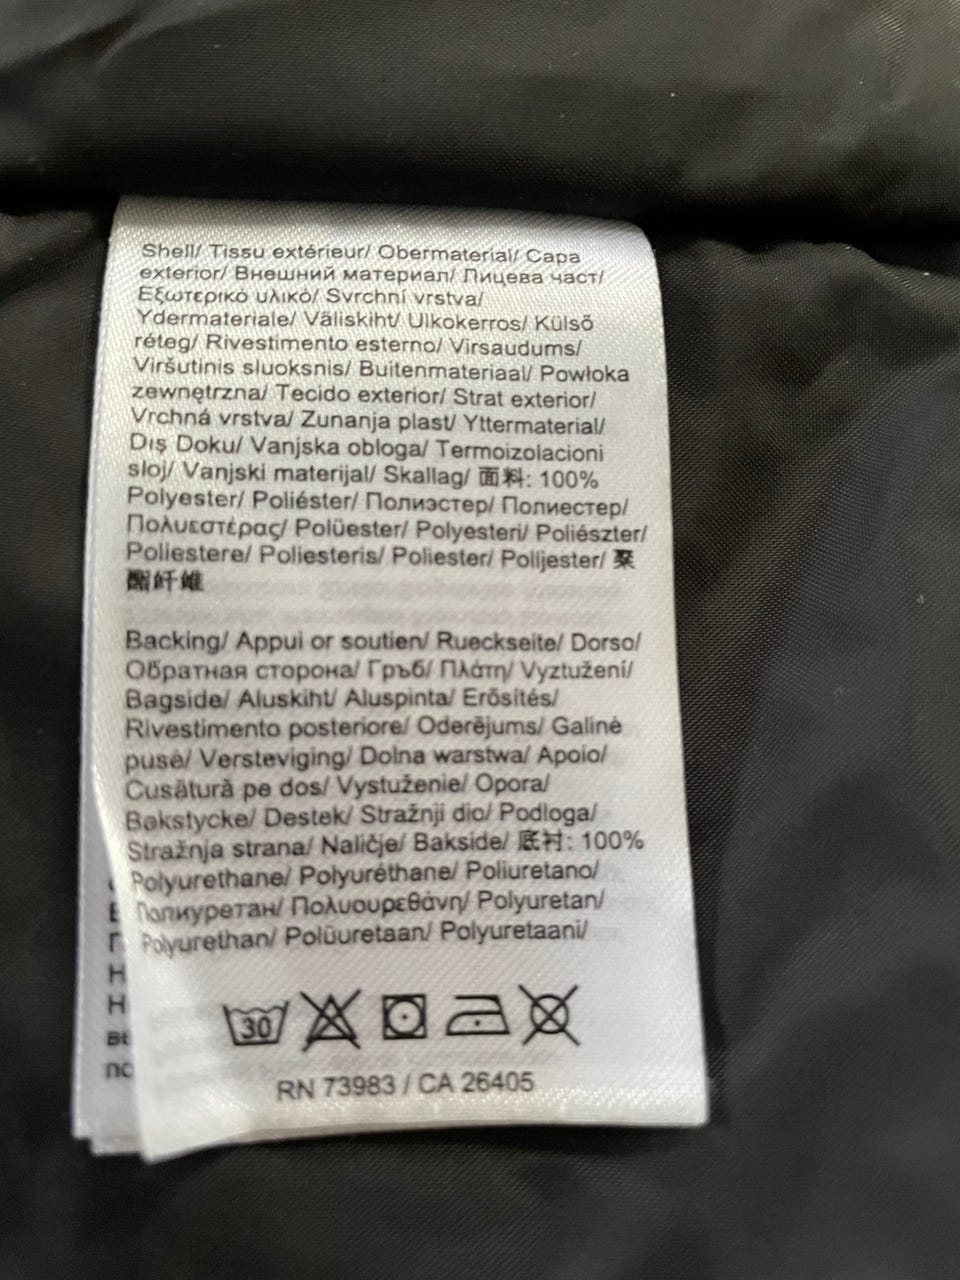 Shell/ Tissu extérieur/ Obermaterial/ Capa
exterior/ Внешний материал/ Лицева част/
Εξωτερικό υλικό/ Svrchní vrstva/
Ydermateriale/ Väliskiht/ Ulkokerros/ Külső
réteg/ Rivestimento esterno/ Virsaudums/
Viršutinis sluoksnis/ Buitenmateriaal/ Powłoka
zewnętrzna/ Tecido exterior/ Strat exterior/
Vrchná vrstva/ Zunanja plast/ Yttermaterial/
Dış Doku/ Vanjska obloga/ Termoizolacioni
sloj/ Vanjski materijal/ Skallag/ 面料: 100%
Polyester/ Poliéster/ Полиэстер/ Полиестер/
Πολυεστέρας/ Polüester/ Polyesteri/ Poliészter/
Poliestere/ Poliesteris/ Poliester/ Polijester/ 聚
酯纤维
Backing/ Appui or soutien/ Rueckseite/ Dorso/
Обратная сторона/ Гръб/ Πλάτη/ Vyztužení/
Bagside/ Aluskiht/ Aluspinta/ Erősítés/
Rivestimento posteriore/ Oderējums/ Galinė
pusė/ Versteviging/ Dolna warstwa/ Apoio/
Cusătură pe dos/ Vystuženie/ Opora/
Bakstycke/ Destek/ Stražnji dio/ Podloga/
Stražnja strana/ Naličje/ Bakside/ 底衬: 100%
Polyurethane/ Polyuréthane/ Poliuretano/
Полиуретан/ Πολυουρεθάνη/ Polyuretan/
Polyurethan/ Polüuretaan/ Polyuretaani/
30
RN 73983 / CA 26405